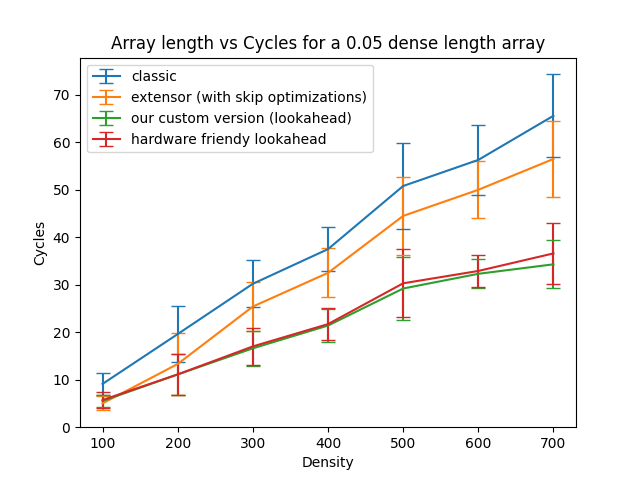 Array length vs Cycles for a 0.05 dense length array
classic
extensor (with skip optimizations)
our custom version (lookahead)
hardware friendy lookahead
70
60
50
40
30
20
10
0
Cycles
100 200 300 400 500 600 700
Density